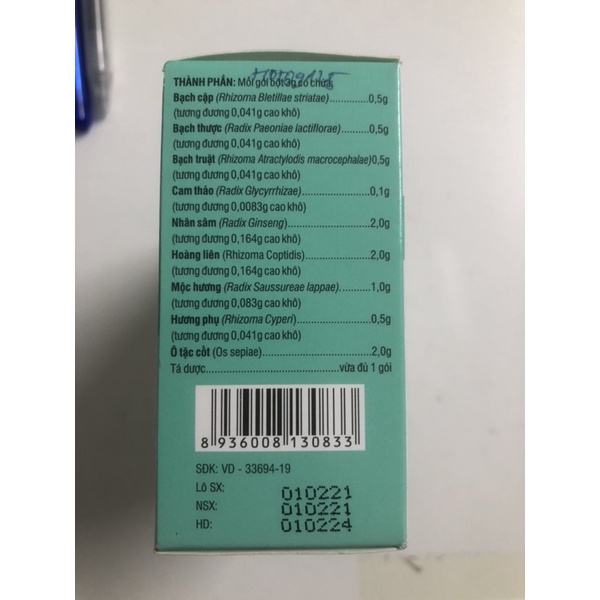 THÀNH PHẦN: Mỗi gói bột 3g có chứa:
Bạch cập (Rhizoma Bletillae striatae)............0,5g
(tương đương 0,041g cao khô)
Bạch thược (Radix Paeoniae lactiflorae)........0,5g
(tương đương 0,041g cao khô)
Bạch truật (Rhizoma Atractylodis macrocephalae)0,5g
(tương đương 0,041g cao khô)
Cam thảo (Radix Glycyrrhizae)......................0,1g
(tương đương 0,0083g cao khô)
Nhân sâm (Radix Ginseng)...........................2,0g
(tương đương 0,164g cao khô)
Hoàng liên (Rhizoma Coptidis)......................2,0g
(tương đương 0,164g cao khô)
Mộc hương (Radix Saussureae lappae)..........1,0g
(tương đương 0,083g cao khô)
Hương phụ (Rhizoma Cyperi)........................0,5g
(tương đương 0,041g cao khô)
Ô tặc cốt (Os sepiae)...................................2,0g
Tá dược..........................................vừa đủ 1 gói
8 936008 130833
SĐK: VD - 33694-19
Lô SX: 010221
NSX: 010221
HD: 010224